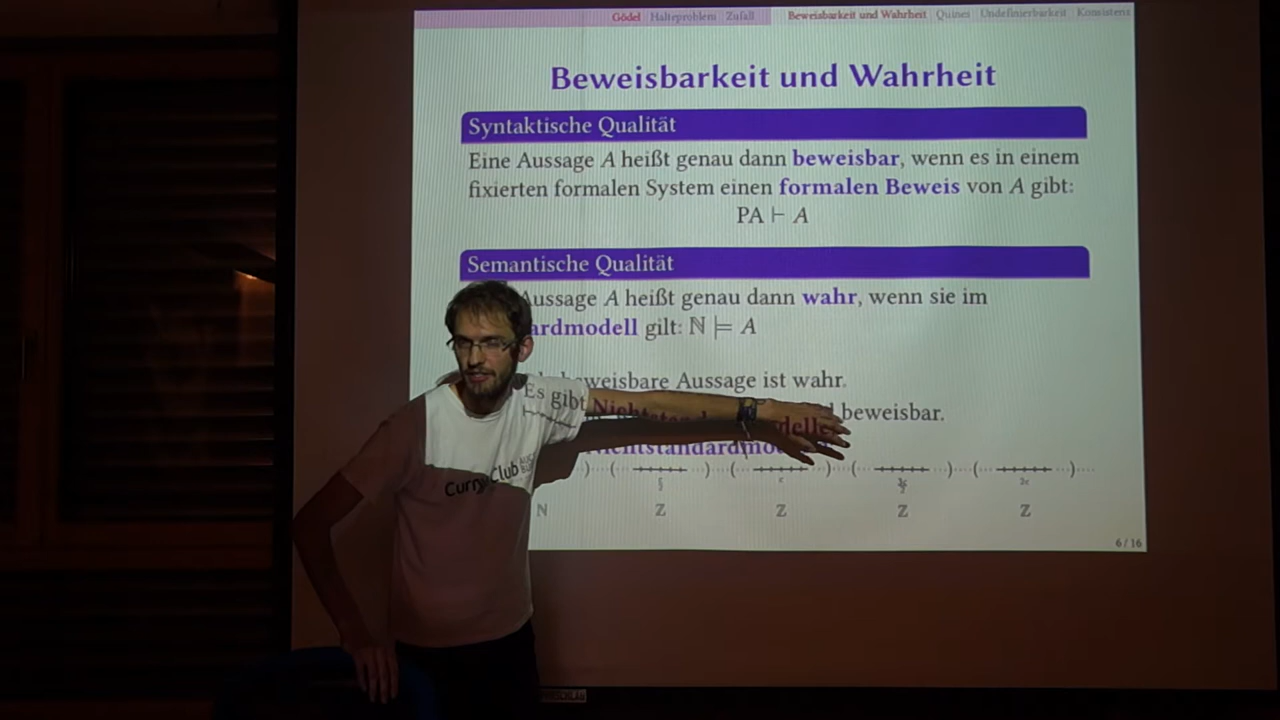 Gödel Halteproblem Zufall Beweisbarkeit und Wahrheit Quines Undefinierbarkeit Konsistenz
Beweisbarkeit und Wahrheit
Syntaktische Qualität
Eine Aussage A heißt genau dann beweisbar, wenn es in einem
fixierten formalen System einen formalen Beweis von A gibt:
PA ⊢ A
Semantische Qualität
Aussage A heißt genau dann wahr, wenn sie im
ardmodell gilt: ℕ ⊨ A
weisbare Aussage ist wahr.
Es gibt beweisbar.
Curry Club
ℕ ℤ ℤ ℤ ℤ
6/16